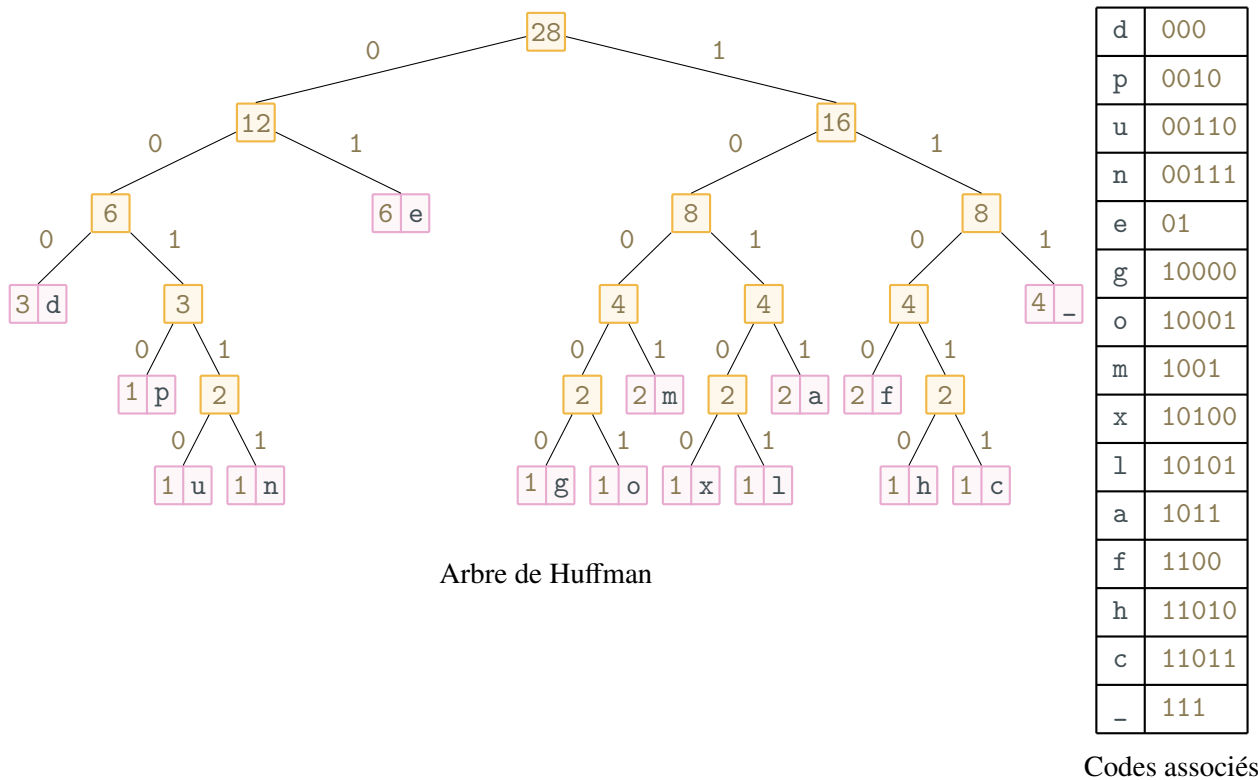 28
0 1
12 16
0 1 0 1
6 6 e 8 8
0 1 0 1 0 1
3 d 3 4 4 4 4 _
0 1 0 1 0 1 0 1
1 p 2 2 2 m 2 2 a 2 f 2
0 1 0 1 0 1 0 1
1 u 1 n 1 g 1 o 1 x 1 l 1 h 1 c
Arbre de Huffman
d 000
p 0010
u 00110
n 00111
e 01
g 10000
o 10001
m 1001
x 10100
l 10101
a 1011
f 1100
h 11010
c 11011
_ 111
Codes associés